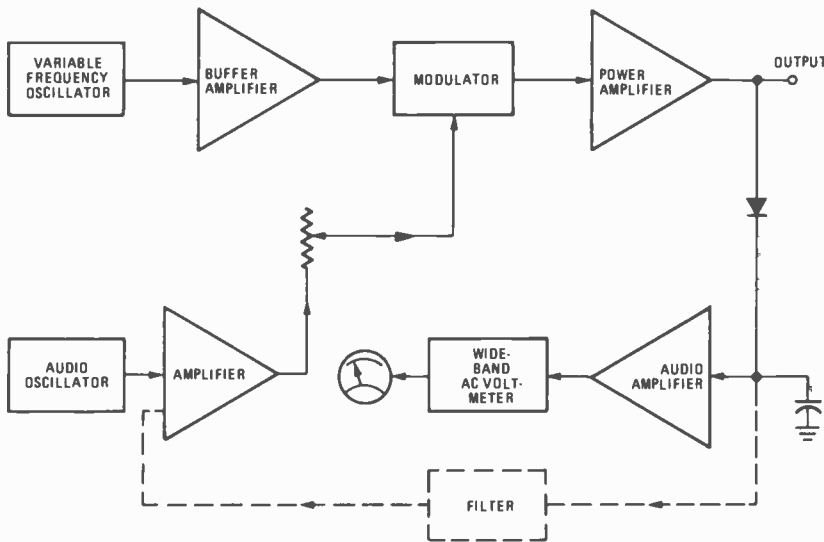 VARIABLE
FREQUENCY
OSCILLATOR
BUFFER
AMPLIFIER
MODULATOR
POWER
AMPLIFIER
OUTPUT
AUDIO
OSCILLATOR
AMPLIFIER
WIDE-
BAND
AC VOLT-
METER
AUDIO
AMPLIFIER
FILTER